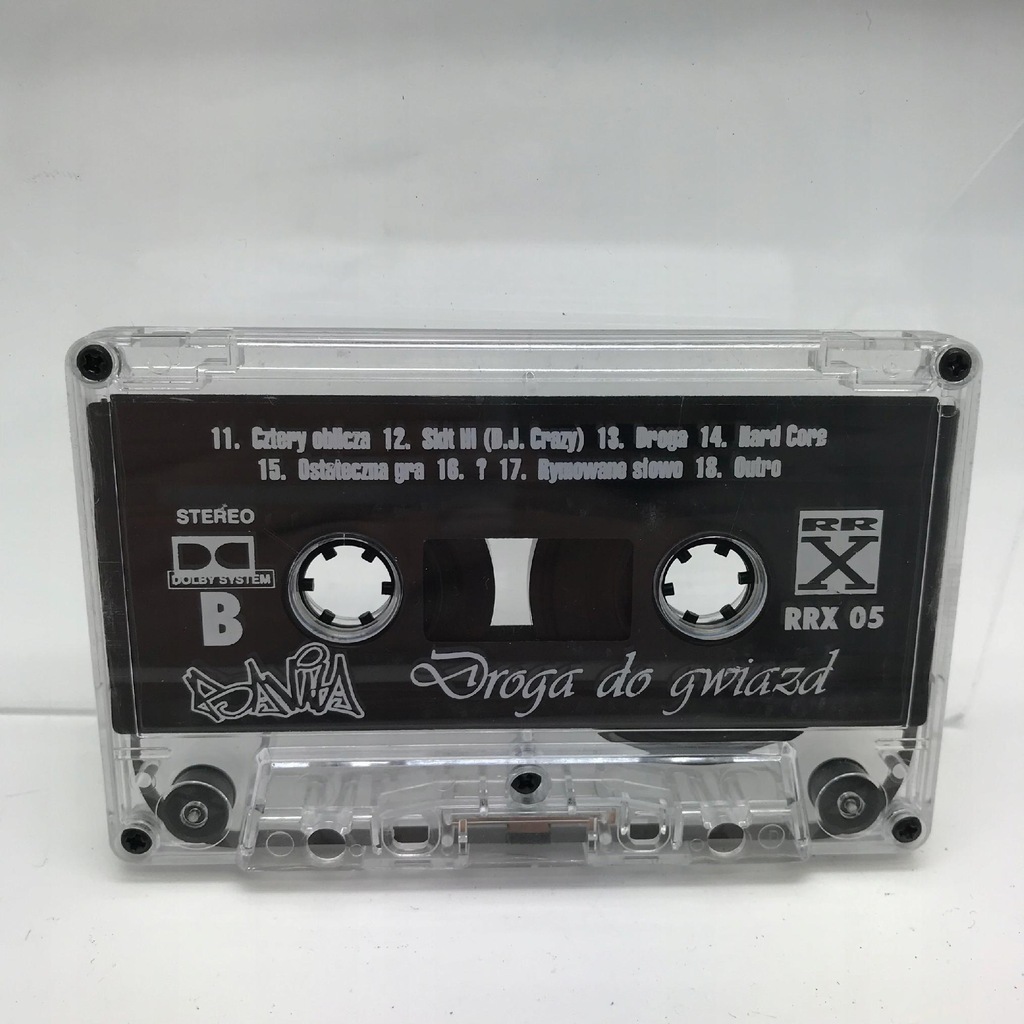 11. Cztery oblicza 12. Skit III (D.J. Crazy) 13. Droga 14. Hard Core
15. Ostateczna gra 16. ? 17. Rymowane słowo 18. Outro
STEREO
DOLBY SYSTEM
B
RR
X
RRX 05
Droga do gwiazd